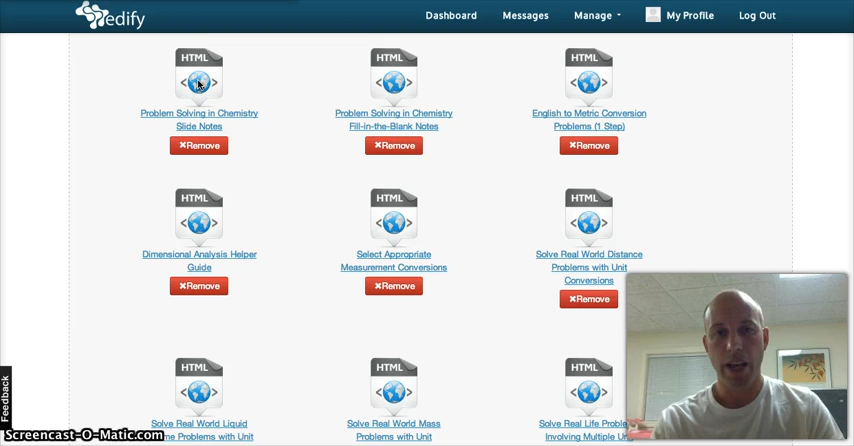 edify
Dashboard
Messages
Manage
My Profile
Log Out
HTML
HTML
HTML
Problem Solving in Chemistry
Slide Notes
Problem Solving in Chemistry
Fill-in-the-Blank Notes
English to Metric Conversion
Problems (1 Step)
✖Remove
✖Remove
✖Remove
HTML
HTML
HTML
Dimensional Analysis Helper
Guide
Select Appropriate
Measurement Conversions
Solve Real World Distance
Problems with Unit
Conversions
✖Remove
✖Remove
✖Remove
HTML
HTML
HTML
Solve Real World Liquid
Problems with Unit
Solve Real World Mass
Problems with Unit
Solve Real Life
Involving Multiple
Feedback
Screencast-O-Matic.com